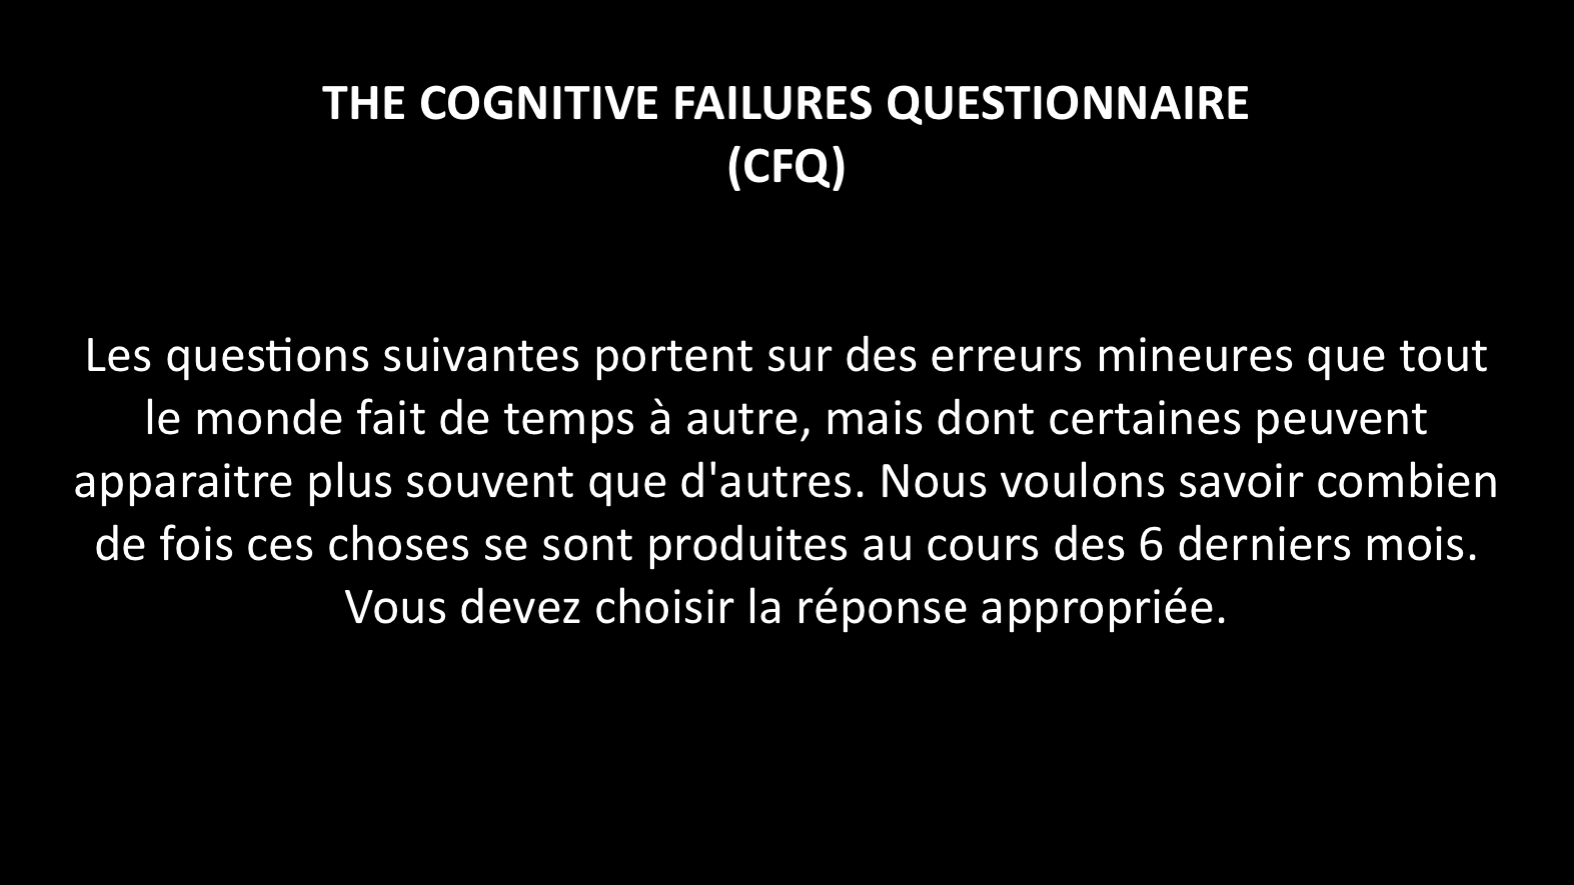 THE COGNITIVE FAILURES QUESTIONNAIRE
(CFQ)
Les questions suivantes portent sur des erreurs mineures que tout
le monde fait de temps à autre, mais dont certaines peuvent
apparaitre plus souvent que d'autres. Nous voulons savoir combien
de fois ces choses se sont produites au cours des 6 derniers mois.
Vous devez choisir la réponse appropriée.